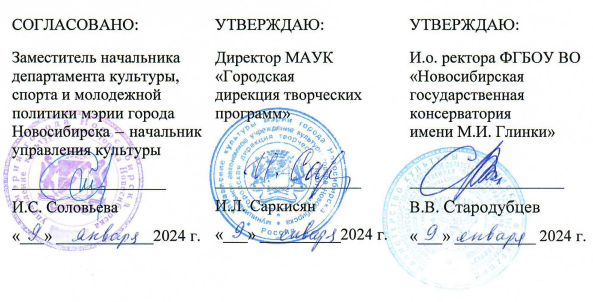 СОГЛАСОВАНО:
Заместитель начальника
департамента культуры,
спорта и молодежной
политики мэрии города
Новосибирска – начальник
управления культуры
И.С. Соловьева
« 9 » января 2024 г.
УТВЕРЖДАЮ:
Директор МАУК
«Городская
дирекция творческих
программ»
И.Л. Саркисян
« 9 » января 2024 г.
УТВЕРЖДАЮ:
И.о. ректора ФГБОУ ВО
«Новосибирская
государственная
консерватория
имени М.И. Глинки»
В.В. Стародубцев
« 9 » января 2024 г.